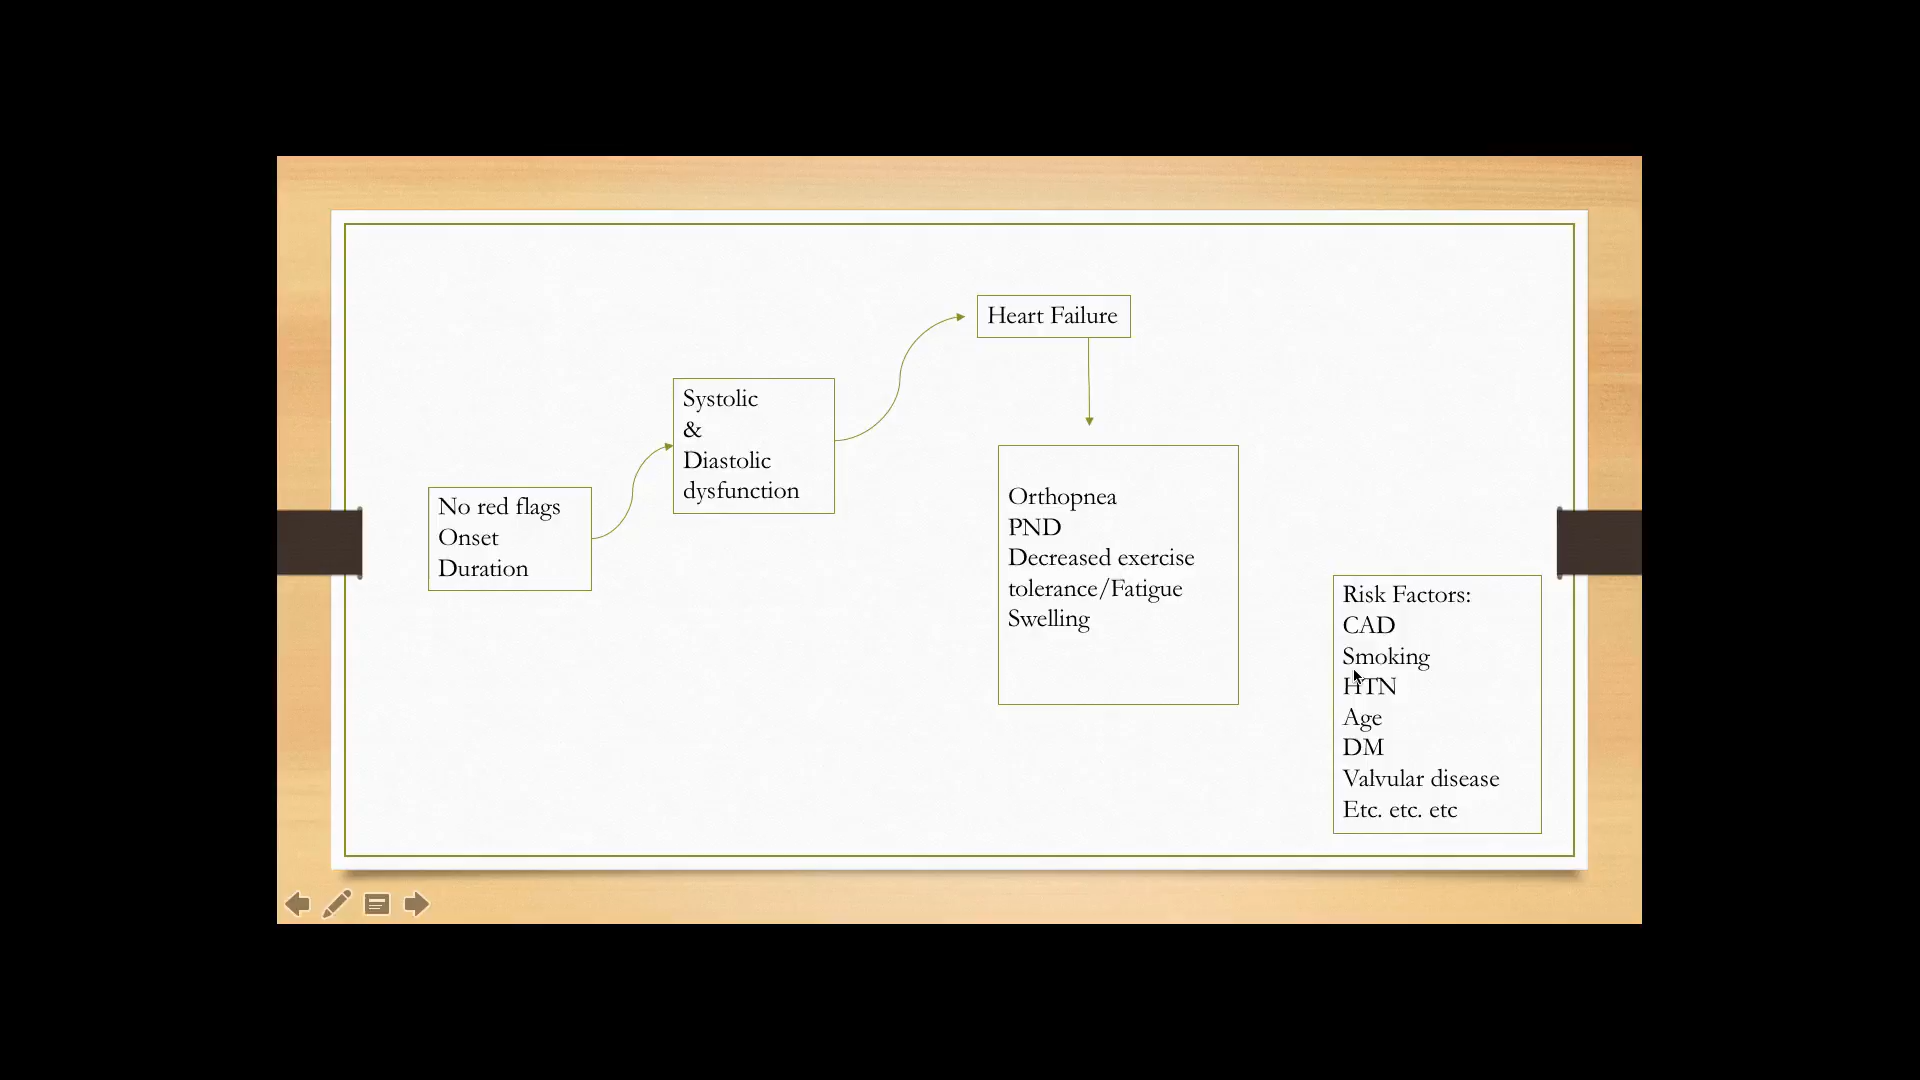 No red flags
Onset
Duration
Systolic
&
Diastolic
dysfunction
Heart Failure
Orthopnea
PND
Decreased exercise
tolerance/Fatigue
Swelling
Risk Factors:
CAD
Smoking
HTN
Age
DM
Valvular disease
Etc. etc. etc